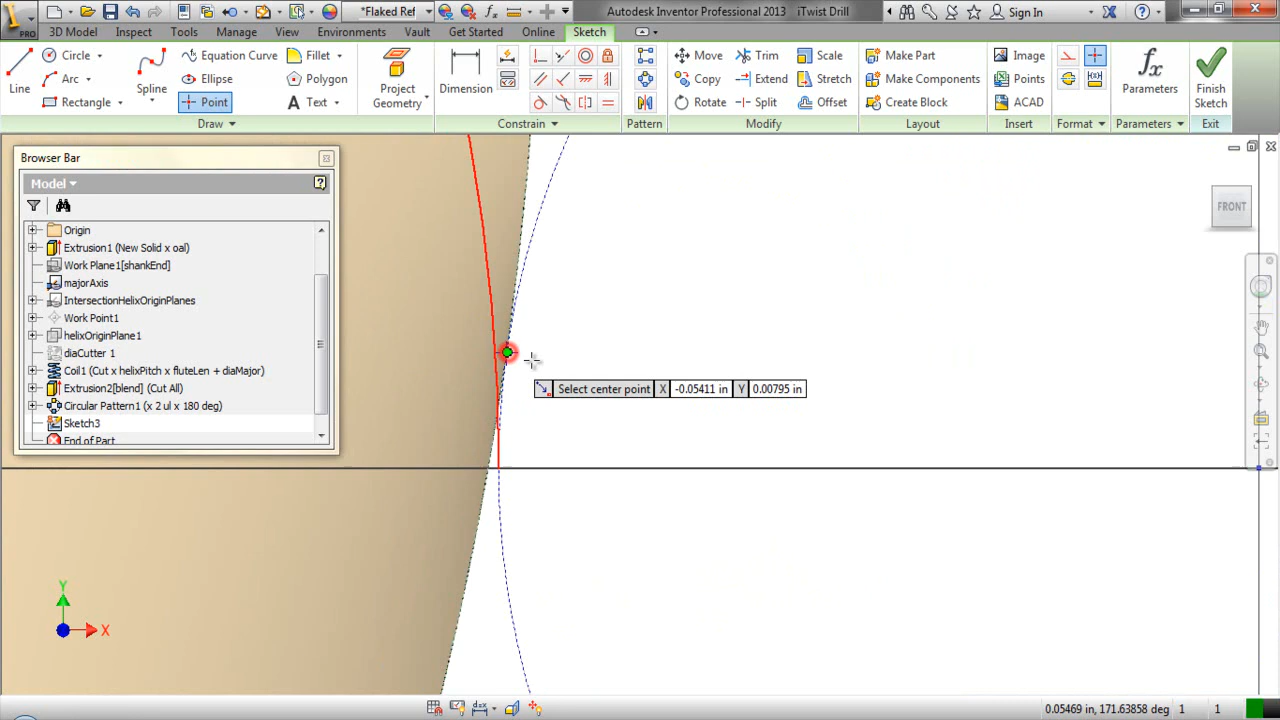 PRO
*Flaked Ref
Autodesk Inventor Professional 2013 iTwist Drill
Sign In
3D Model
Inspect
Tools
Manage
View
Environments
Vault
Get Started
Online
Sketch
Line
Circle
Arc
Rectangle
Spline
Equation Curve
Ellipse
Point
Fillet
Polygon
Text
Project
Geometry
Dimension
Move
Copy
Rotate
Trim
Extend
Split
Scale
Stretch
Offset
Make Part
Make Components
Create Block
Image
Points
ACAD
Parameters
Finish
Sketch
Draw
Constrain
Pattern
Modify
Layout
Insert
Format
Parameters
Exit
Browser Bar
Model
Origin
Extrusion1 (New Solid x oal)
Work Plane1[shankEnd]
majorAxis
IntersectionHelixOriginPlanes
Work Point1
helixOriginPlane1
diaCutter 1
Coil1 (Cut x helixPitch x fluteLen + diaMajor)
Extrusion2[blend] (Cut All)
Circular Pattern1 (x 2 ul x 180 deg)
Sketch3
End of Part
FRONT
Select center point X -0.05411 in Y 0.00795 in
Y
X
0.05469 in, 171.63858 deg 1 1